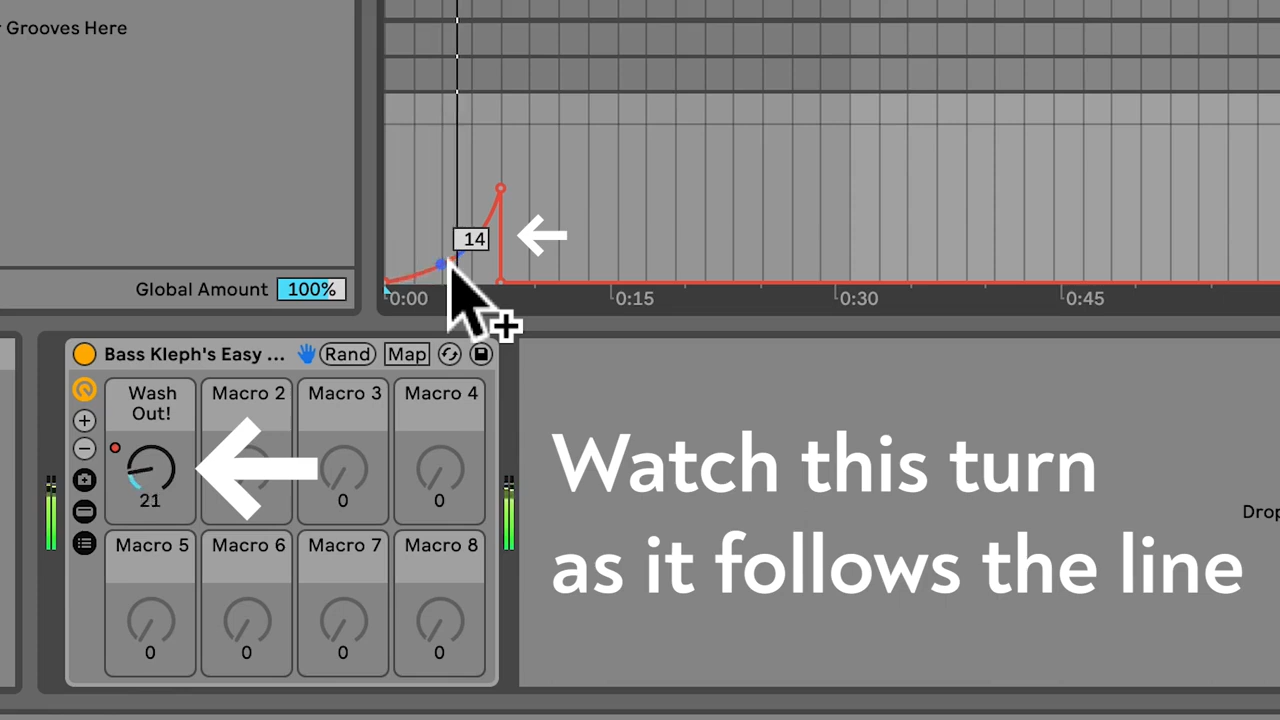 r Grooves Here
14
Global Amount 100%
0:00 0:15 0:30 0:45
Bass Kleph's Easy ... Rand Map
Wash Out! Macro 2 Macro 3 Macro 4
21 0 0
Macro 5 Macro 6 Macro 7 Macro 8
0 0 0 0
Watch this turn
as it follows the line
Drop